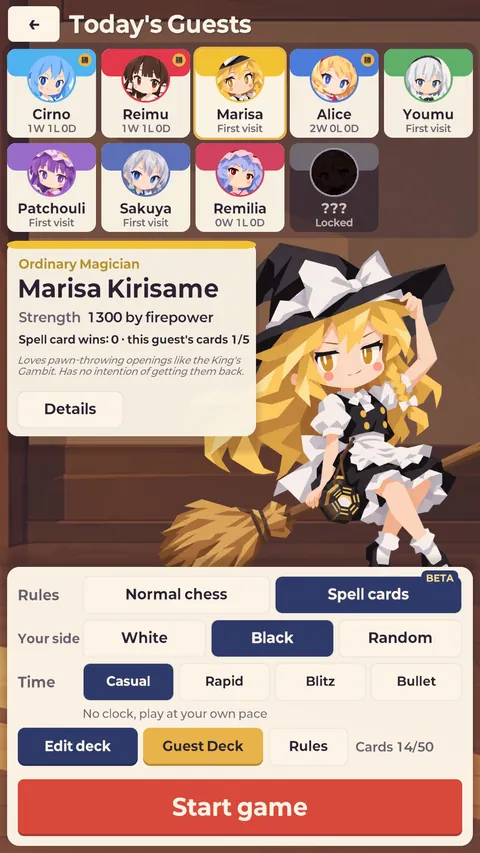 ← Today's Guests
Cirno
1W 1L 0D
Reimu
1W 1L 0D
Marisa
First visit
Alice
2W 0L 0D
Youmu
First visit
Patchouli
First visit
Sakuya
First visit
Remilia
0W 1L 0D
???
Locked
Ordinary Magician
Marisa Kirisame
Strength 1300 by firepower
Spell card wins: 0 · this guest's cards 1/5
Loves pawn-throwing openings like the King's
Gambit. Has no intention of getting them back.
Details
BETA
Rules Normal chess Spell cards
Your side White Black Random
Time Casual Rapid Blitz Bullet
No clock, play at your own pace
Edit deck Guest Deck Rules Cards 14/50
Start game